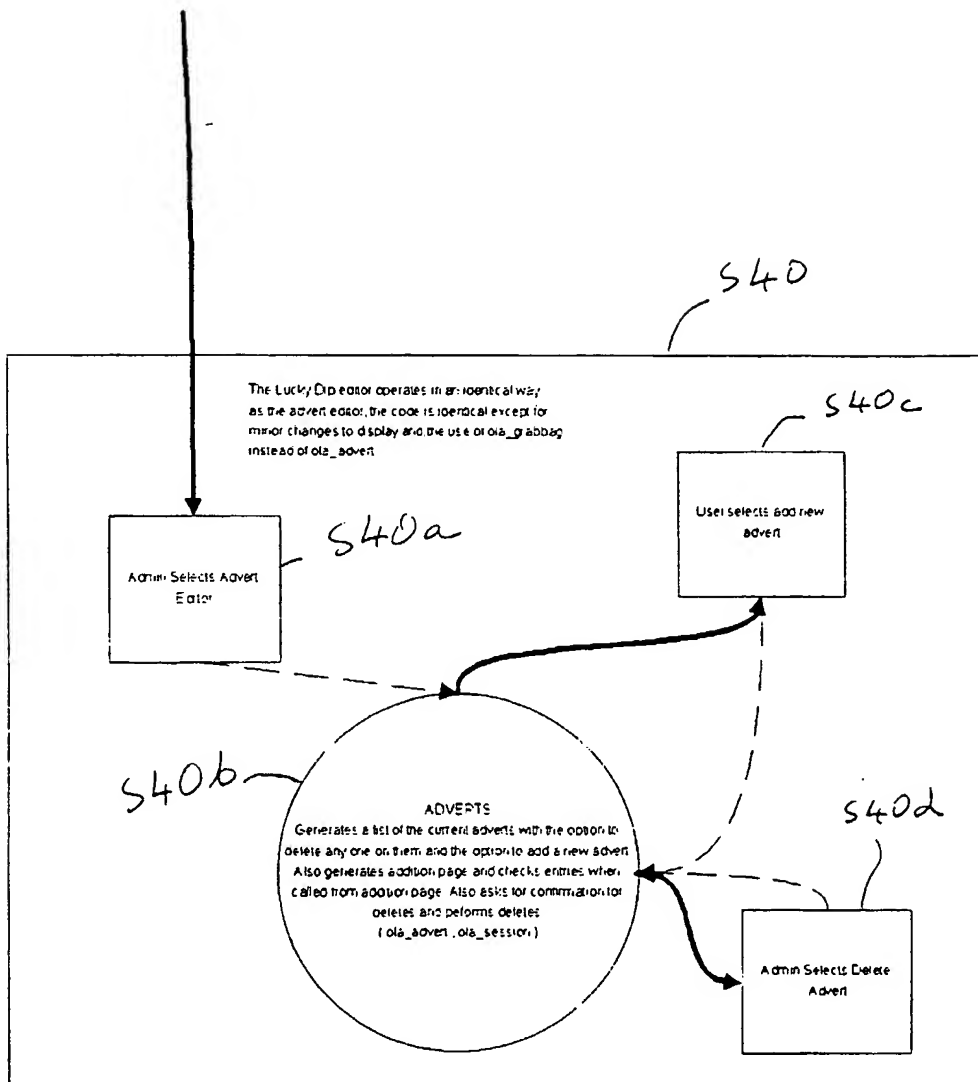 S40
The Lucky Dip editor operates in an identical way
as the advert editor, the code is identical except for
minor changes to display and the use of ola_grabbag
instead of ola_advert
S40c
User selects add new
advert
S40a
Admin Selects Advert
Editor
S40b
ADVERTS
Generates a list of the current adverts with the option to
delete any one on them and the option to add a new advert
Also generates addition page and checks entries when
called from addition page. Also asks for confirmation for
deletes and peforms deletes
( ola_advert , ola_session )
S40d
Admin Selects Delete
Advert